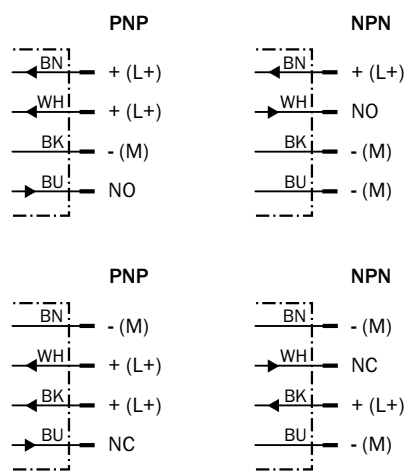 PNP
BN + (L+)
WH + (L+)
BK - (M)
BU NO
NPN
BN + (L+)
WH NO
BK - (M)
BU - (M)
PNP
BN - (M)
WH + (L+)
BK + (L+)
BU NC
NPN
BN - (M)
WH NC
BK + (L+)
BU - (M)